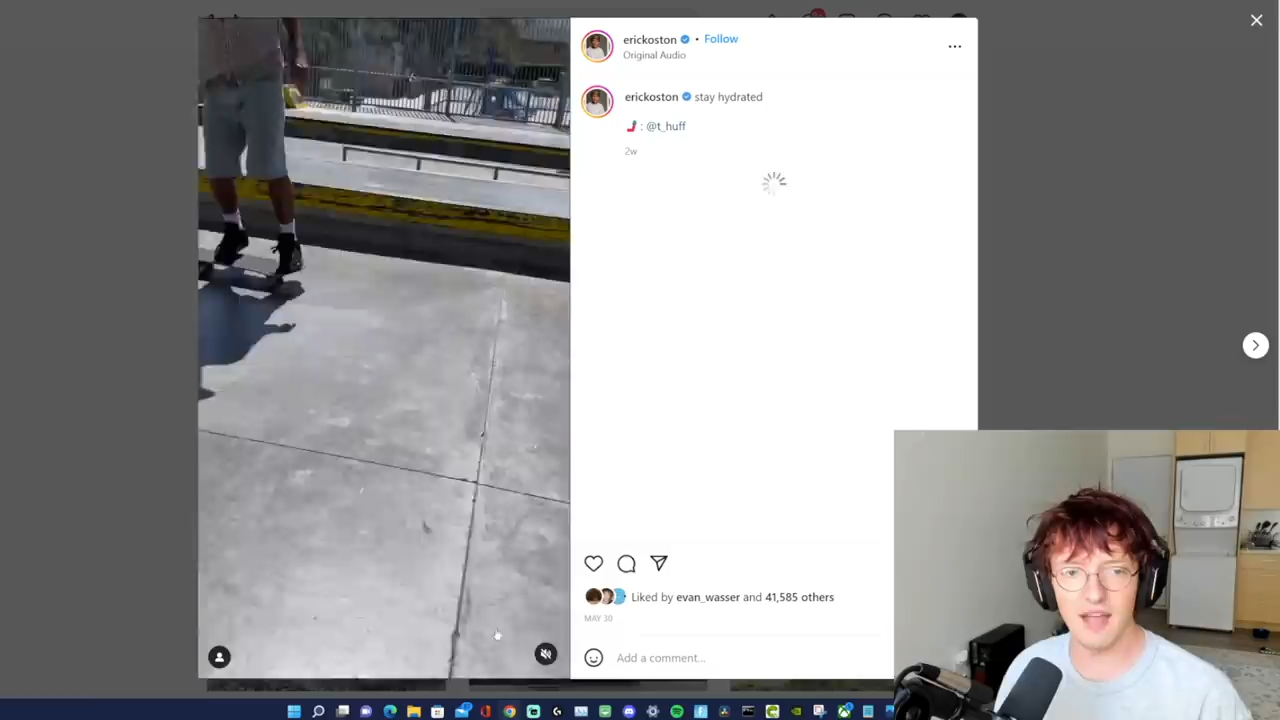 erickoston • Follow
Original Audio
erickoston stay hydrated
: @t_huff
2w
Liked by evan_wasser and 41,585 others
MAY 30
Add a comment...